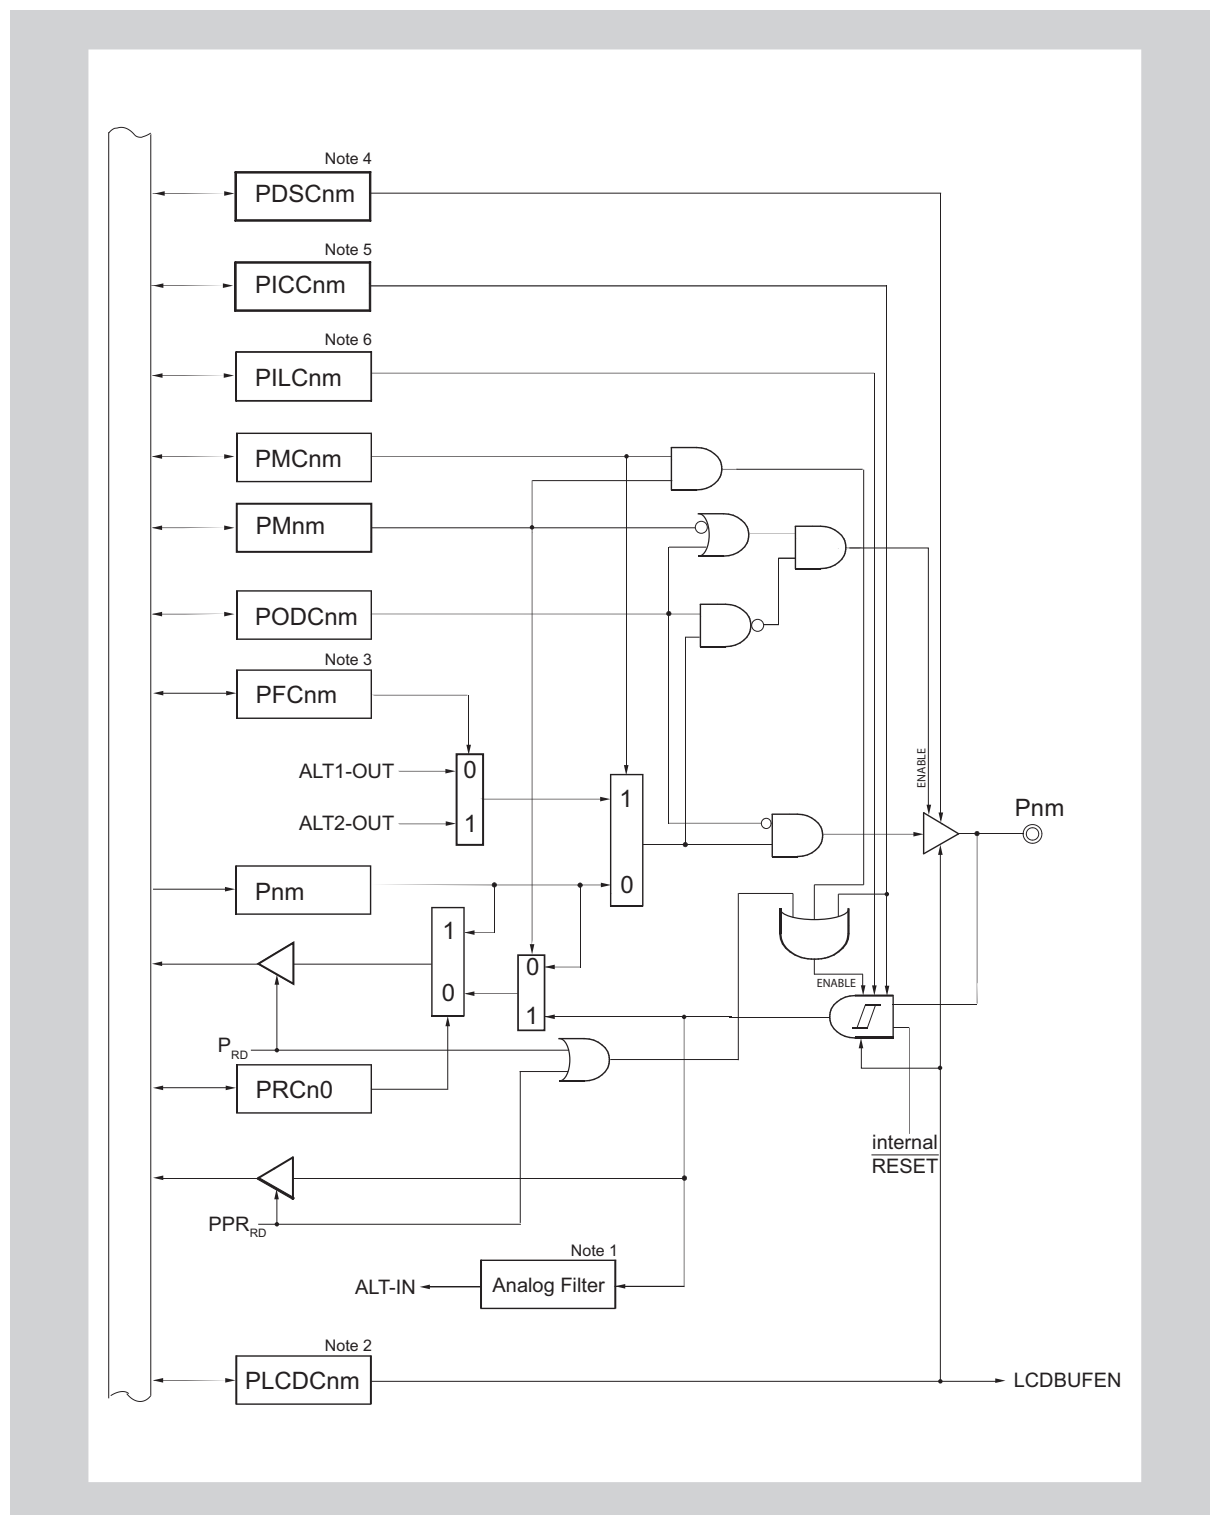 Note 4
PDSCnm
Note 5
PICCnm
Note 6
PILCnm
PMCnm
PMnm
PODCnm
Note 3
PFCnm
ALT1-OUT
0
ENABLE
1
Pnm
ALT2-OUT
1
Pnm
0
1
0
0
ENABLE
1
PRD
PRCn0
internal
RESET
PPRRD
Note 1
ALT-IN
Analog Filter
Note 2
PLCDCnm
LCDBUFEN